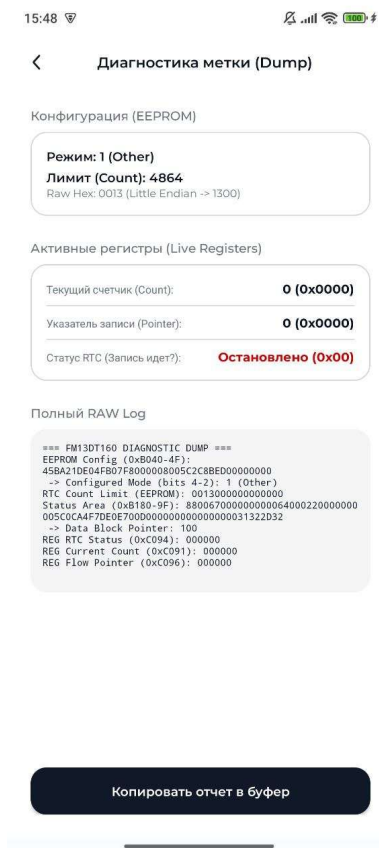 15:48
100
Диагностика метки (Dump)
Конфигурация (EEPROM)
Режим: 1 (Other)
Лимит (Count): 4864
Raw Hex: 0013 (Little Endian -> 1300)
Активные регистры (Live Registers)
Текущий счетчик (Count): 0 (0x0000)
Указатель записи (Pointer): 0 (0x0000)
Статус RTC (Запись идет?): Остановлено (0x00)
Полный RAW Log
=== FM13DT160 DIAGNOSTIC DUMP ===
EEPROM Config (0xB040-4F):
45BA21DE04FB07F8000008005C2C8BED00000000
-> Configured Mode (bits 4-2): 1 (Other)
RTC Count Limit (EEPROM): 0013000000000000
Status Area (0xB180-9F): 8800670000000000064000220000000
005C0CA4F7DE0E700D00000000000000031322D32
-> Data Block Pointer: 100
REG RTC Status (0xC094): 000000
REG Current Count (0xC091): 000000
REG Flow Pointer (0xC096): 000000
Копировать отчет в буфер